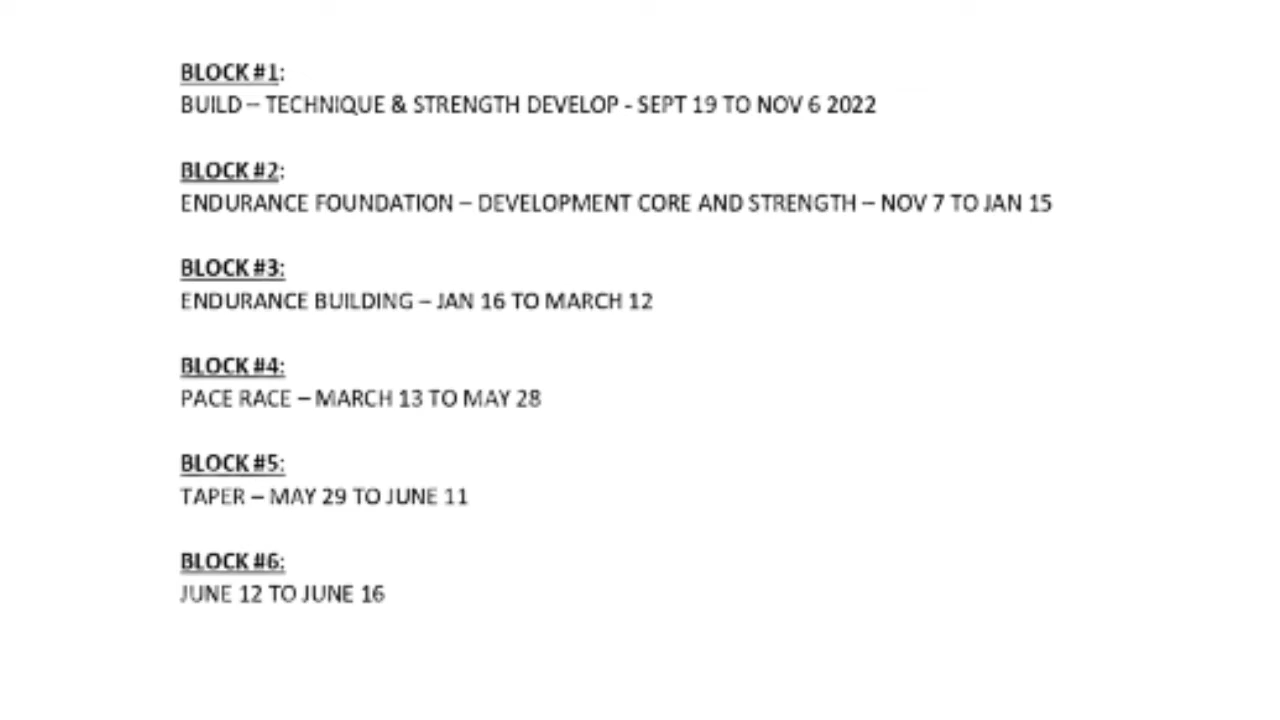 BLOCK #1:
BUILD – TECHNIQUE & STRENGTH DEVELOP - SEPT 19 TO NOV 6 2022
BLOCK #2:
ENDURANCE FOUNDATION – DEVELOPMENT CORE AND STRENGTH – NOV 7 TO JAN 15
BLOCK #3:
ENDURANCE BUILDING – JAN 16 TO MARCH 12
BLOCK #4:
PACE RACE – MARCH 13 TO MAY 28
BLOCK #5:
TAPER – MAY 29 TO JUNE 11
BLOCK #6:
JUNE 12 TO JUNE 16